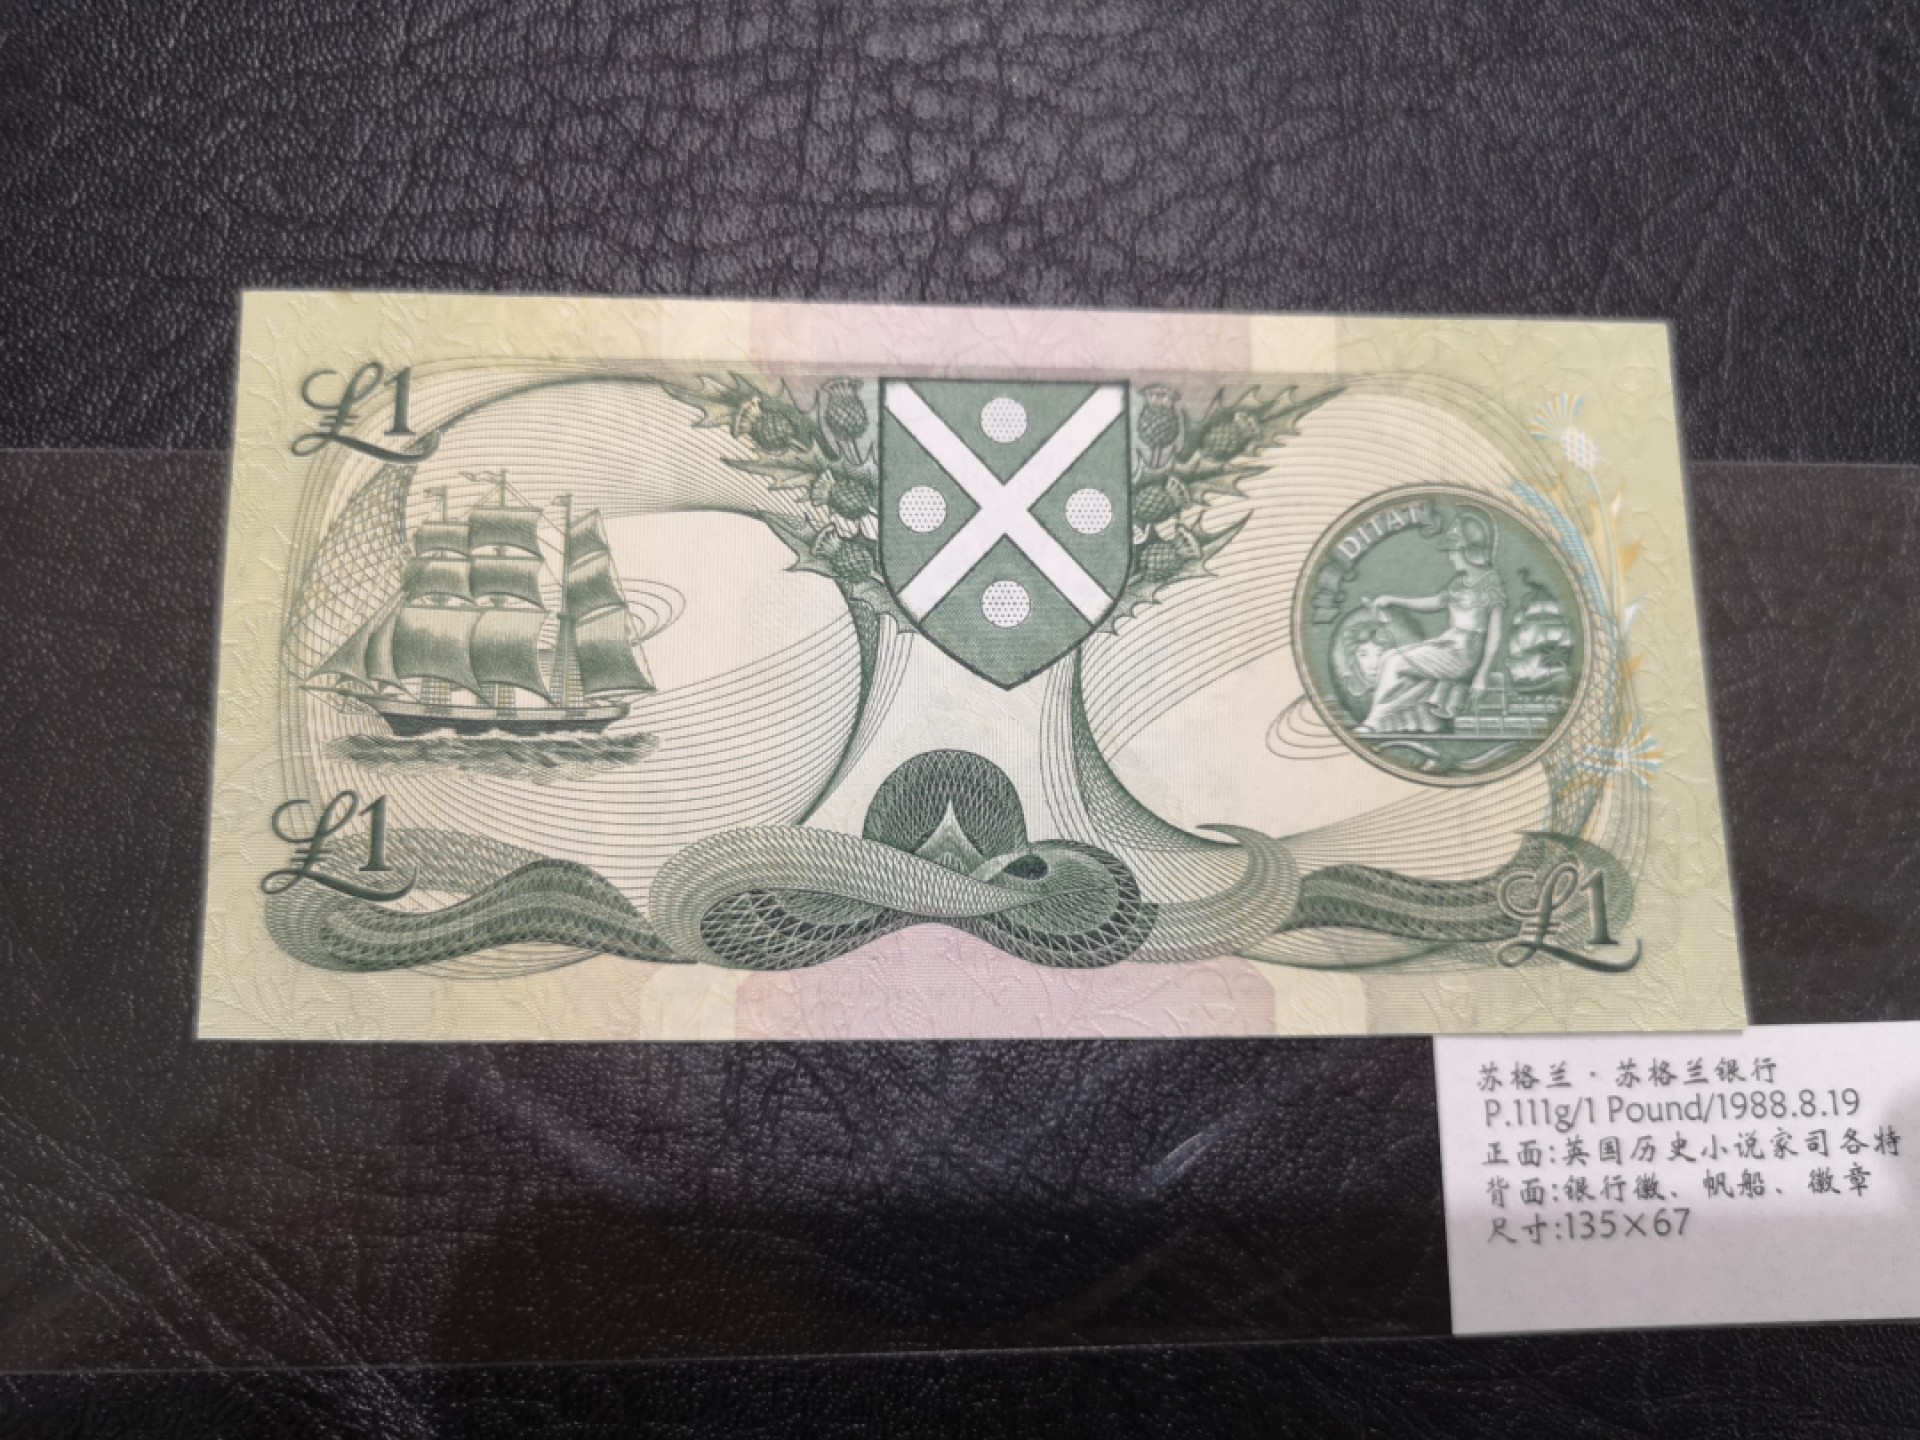 £1
DITAT
£1
£1
苏格兰·苏格兰银行
P.111g/1 Pound/1988.8.19
正面:英国历史小说家司各特
背面:银行徽、帆船、徽章
尺寸:135×67